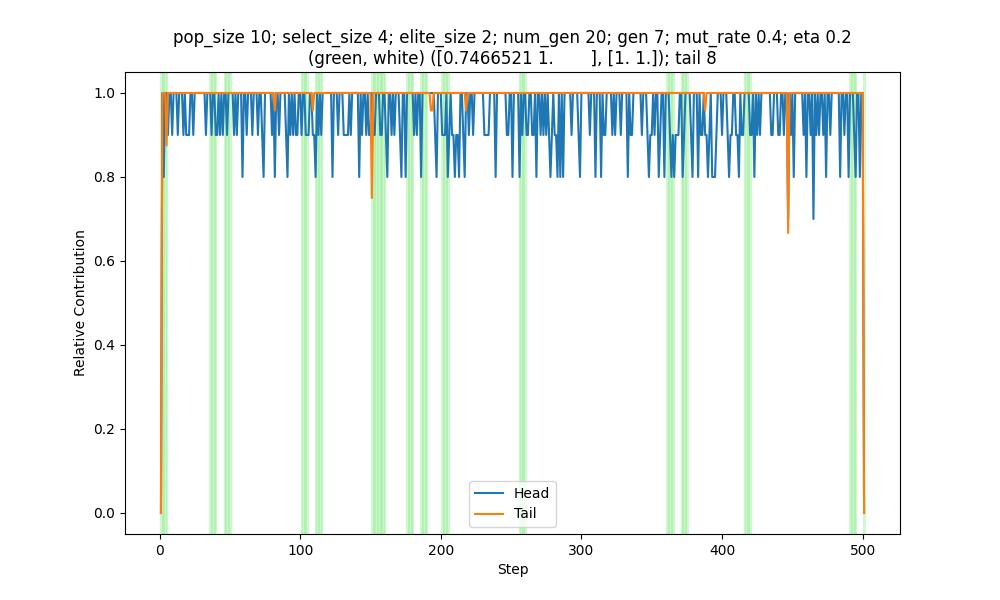 pop_size 10; select_size 4; elite_size 2; num_gen 20; gen 7; mut_rate 0.4; eta 0.2
(green, white) ([0.7466521 1.        ], [1. 1.]); tail 8
1.0
0.8
0.6
0.4
0.2
0.0
Relative Contribution
Head
Tail
0 100 200 300 400 500
Step